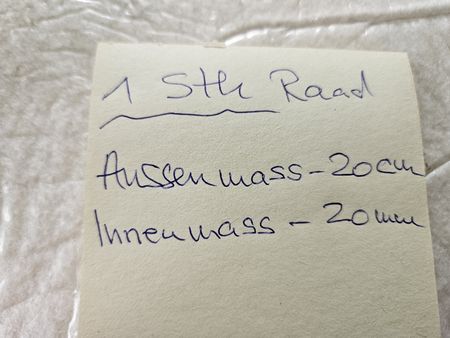 1 Stk Raad
Aussenmass - 20cm
Innenmass - 20mm